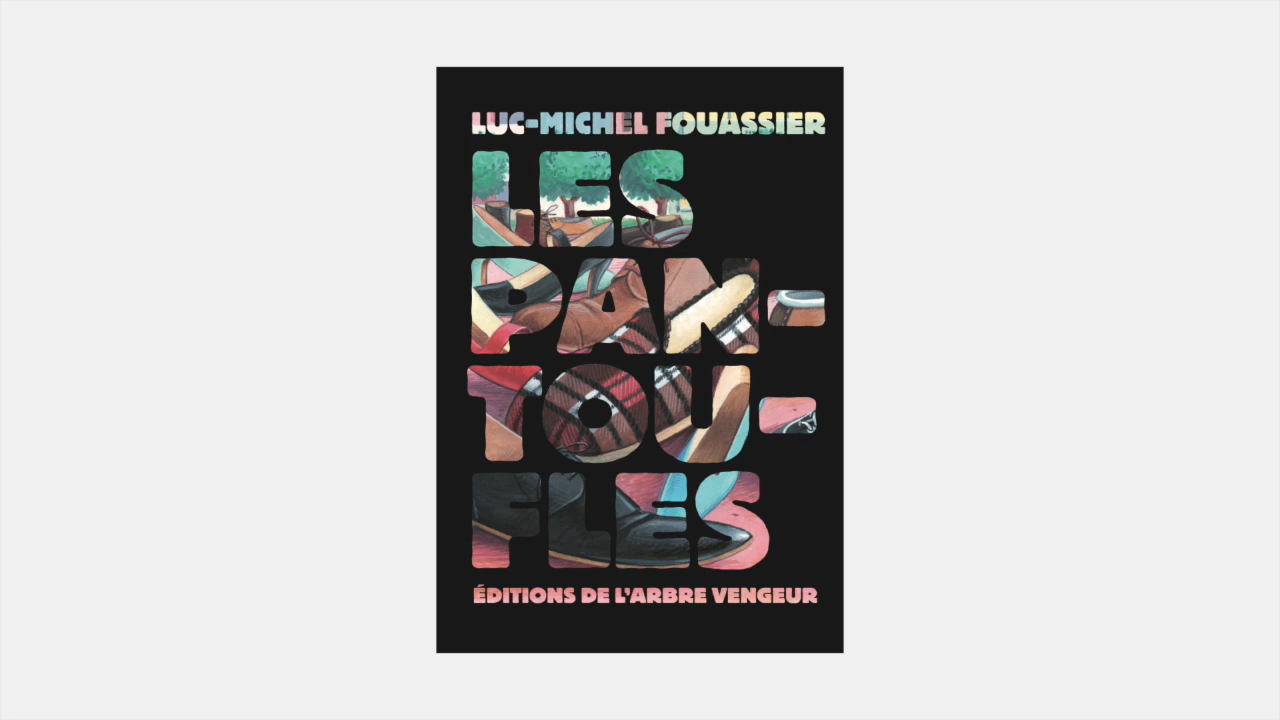 LUC-MICHEL FOUASSIER
LES
PAN-
TOU-
FLES
ÉDITIONS DE L'ARBRE VENGEUR